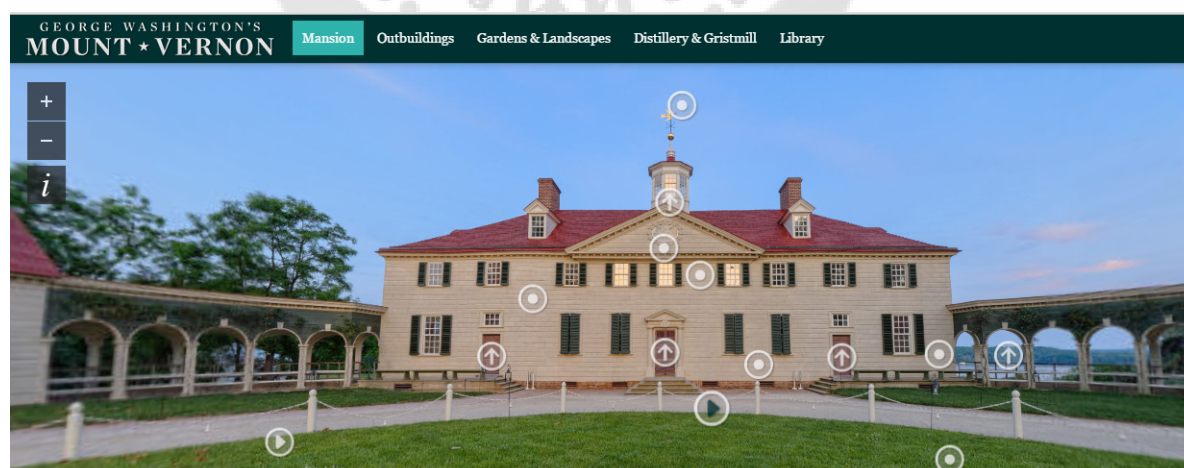 GEORGE WASHINGTON'S
MOUNT ★ VERNON
Mansion Outbuildings Gardens & Landscapes Distillery & Gristmill Library
+
−
i